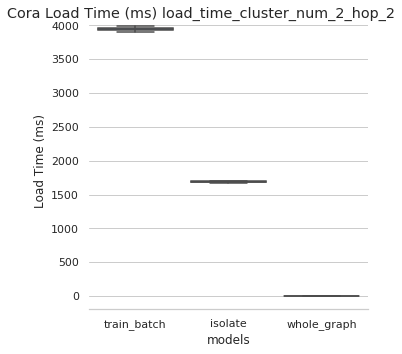 Cora Load Time (ms) load_time_cluster_num_2_hop_2
4000
3500
3000
2500
2000
1500
1000
500
0
Load Time (ms)
train_batch
isolate
whole_graph
models